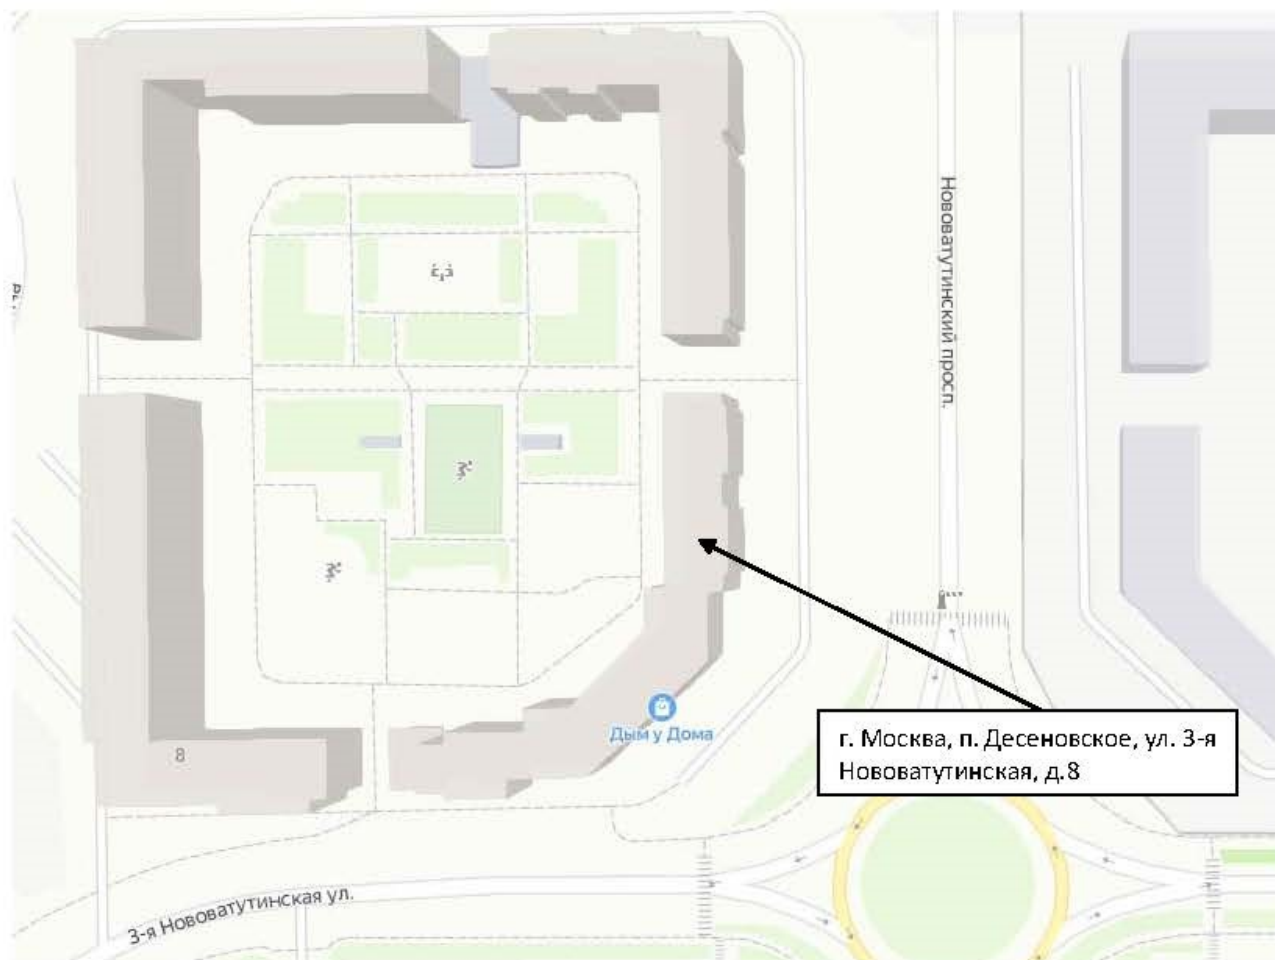 Нововатутинский просп.
Дым у Дома
8
г. Москва, п. Десеновское, ул. 3-я
Нововатутинская, д.8
3-я Нововатутинская ул.